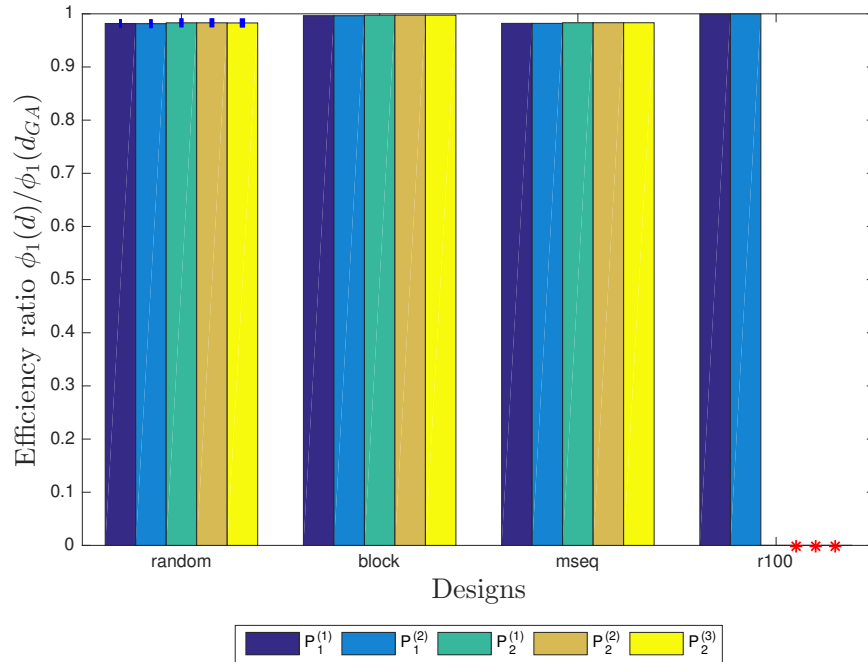 Efficiency ratio ϕ₁(d)/ϕ₁(d_GA)
1
0.9
0.8
0.7
0.6
0.5
0.4
0.3
0.2
0.1
0
random block mseq r100
Designs
P₁⁽¹⁾ P₁⁽²⁾ P₂⁽¹⁾ P₂⁽²⁾ P₂⁽³⁾